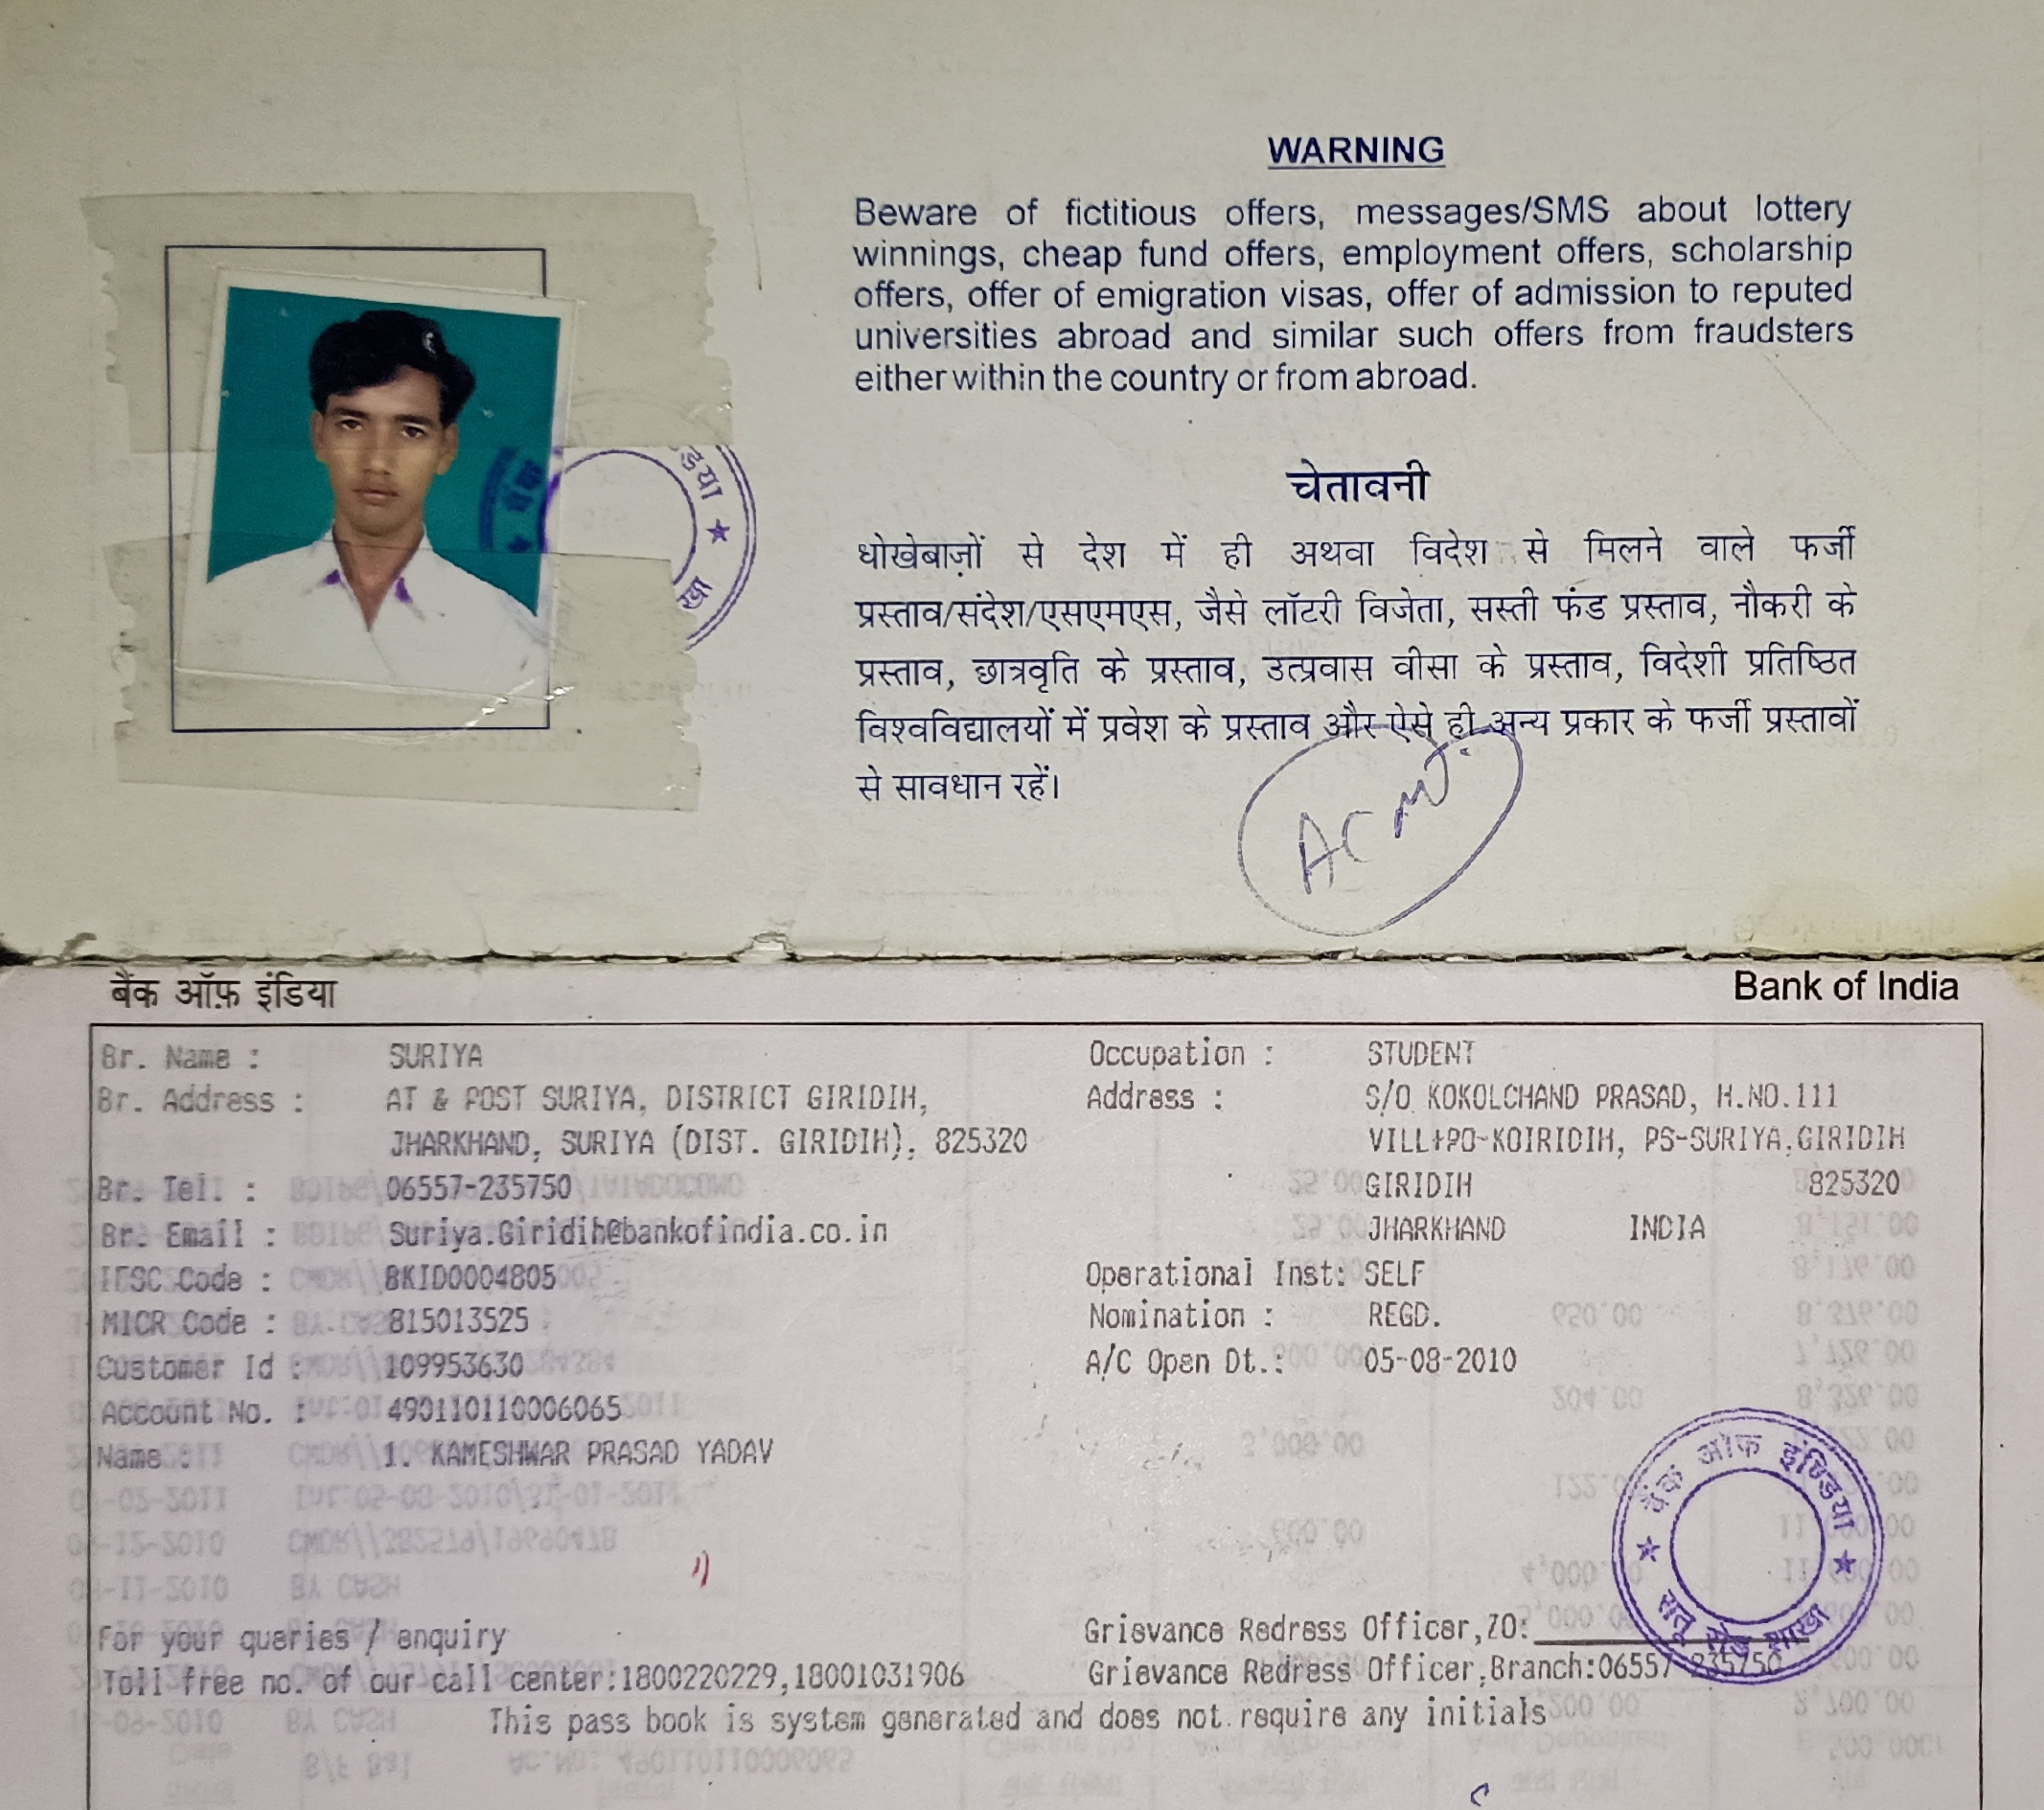 WARNING
Beware of fictitious offers, messages/SMS about lottery
winnings, cheap fund offers, employment offers, scholarship
offers, offer of emigration visas, offer of admission to reputed
universities abroad and similar such offers from fraudsters
either within the country or from abroad.
चेतावनी
धोखेबाज़ों से देश में ही अथवा विदेश से मिलने वाले फर्जी
प्रस्ताव/संदेश/एसएमएस, जैसे लॉटरी विजेता, सस्ती फंड प्रस्ताव, नौकरी के
प्रस्ताव, छात्रवृति के प्रस्ताव, उत्प्रवास वीसा के प्रस्ताव, विदेशी प्रतिष्ठित
विश्वविद्यालयों में प्रवेश के प्रस्ताव और ऐसे ही अन्य प्रकार के फर्जी प्रस्तावों
से सावधान रहें।
बैंक ऑफ़ इंडिया Bank of India
Br. Name : SURIYA
Br. Address : AT & POST SURIYA, DISTRICT GIRIDIH,
JHARKHAND, SURIYA (DIST. GIRIDIH), 825320
Br. Tel. : 06557-235750
Br. Email : Suriya.Giridih@bankofindia.co.in
IFSC Code : BKID0004805
MICR Code : 815013525
Customer Id : 109953630
Account No. : 490110110006065
Name : 1. KAMESHWAR PRASAD YADAV
Occupation : STUDENT
Address : S/O KOKOLCHAND PRASAD, H.NO.111
VILL+PO-KOIRIDIH, PS-SURIYA,GIRIDIH
GIRIDIH 825320
JHARKHAND INDIA
Operational Inst: SELF
Nomination : REGD.
A/C Open Dt.: 05-08-2010
बैंक ऑफ इण्डिया
रोड शाखा
For your queries / enquiry
Toll free no. of our call center:1800220229,18001031906
Grievance Redress Officer,ZO:
Grievance Redress Officer,Branch:06557-235750
This pass book is system generated and does not require any initials